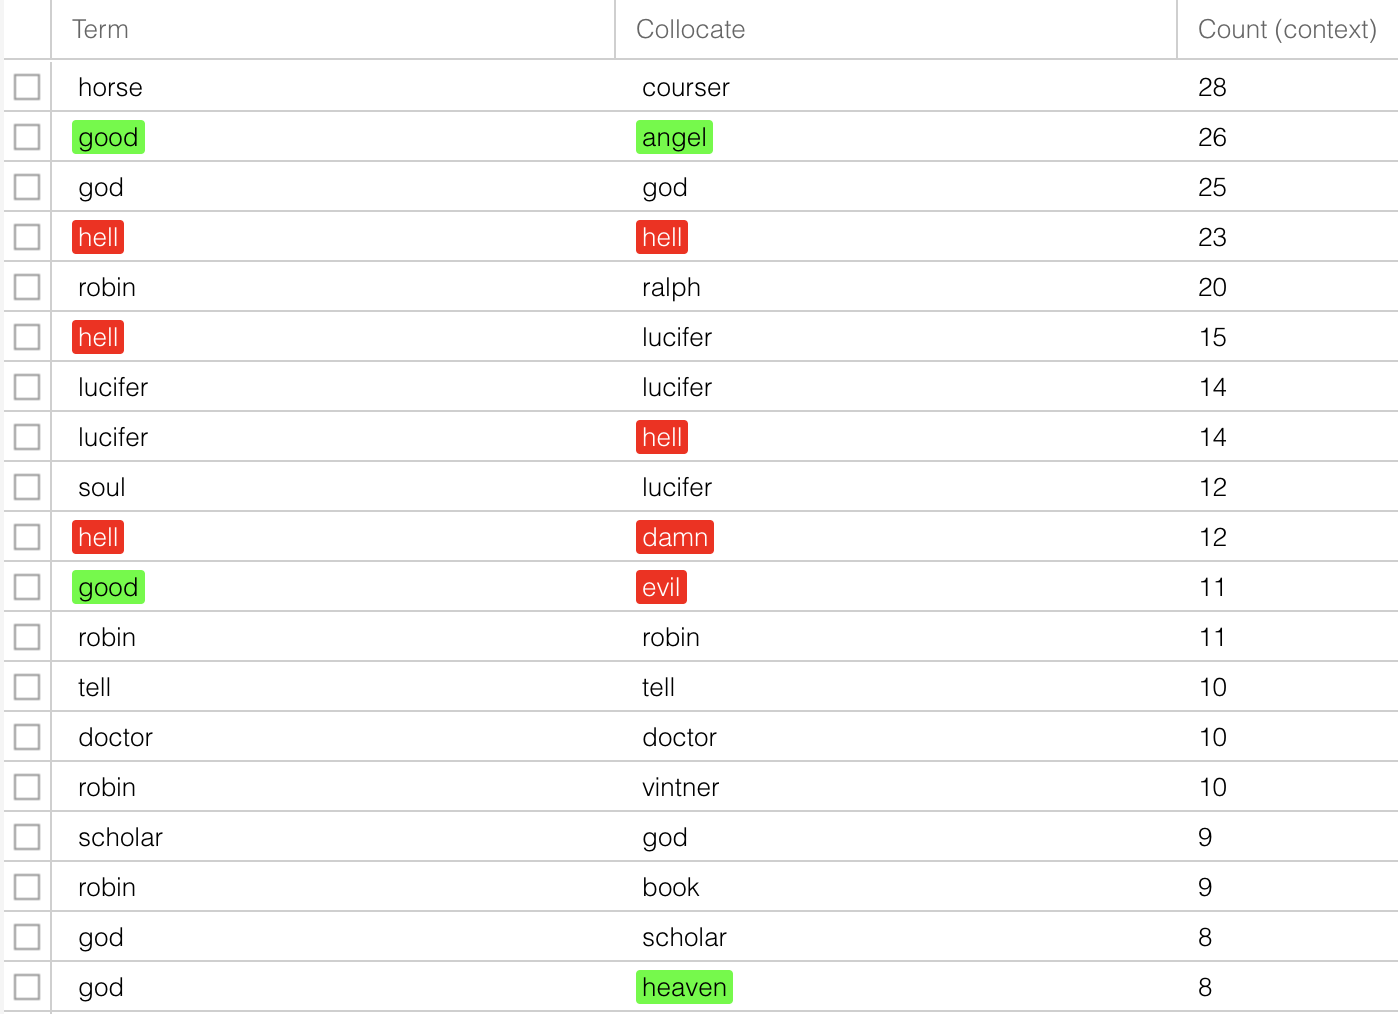 Term Collocate Count (context)
horse courser 28
good angel 26
god god 25
hell hell 23
robin ralph 20
hell lucifer 15
lucifer lucifer 14
lucifer hell 14
soul lucifer 12
hell damn 12
good evil 11
robin robin 11
tell tell 10
doctor doctor 10
robin vintner 10
scholar god 9
robin book 9
god scholar 8
god heaven 8